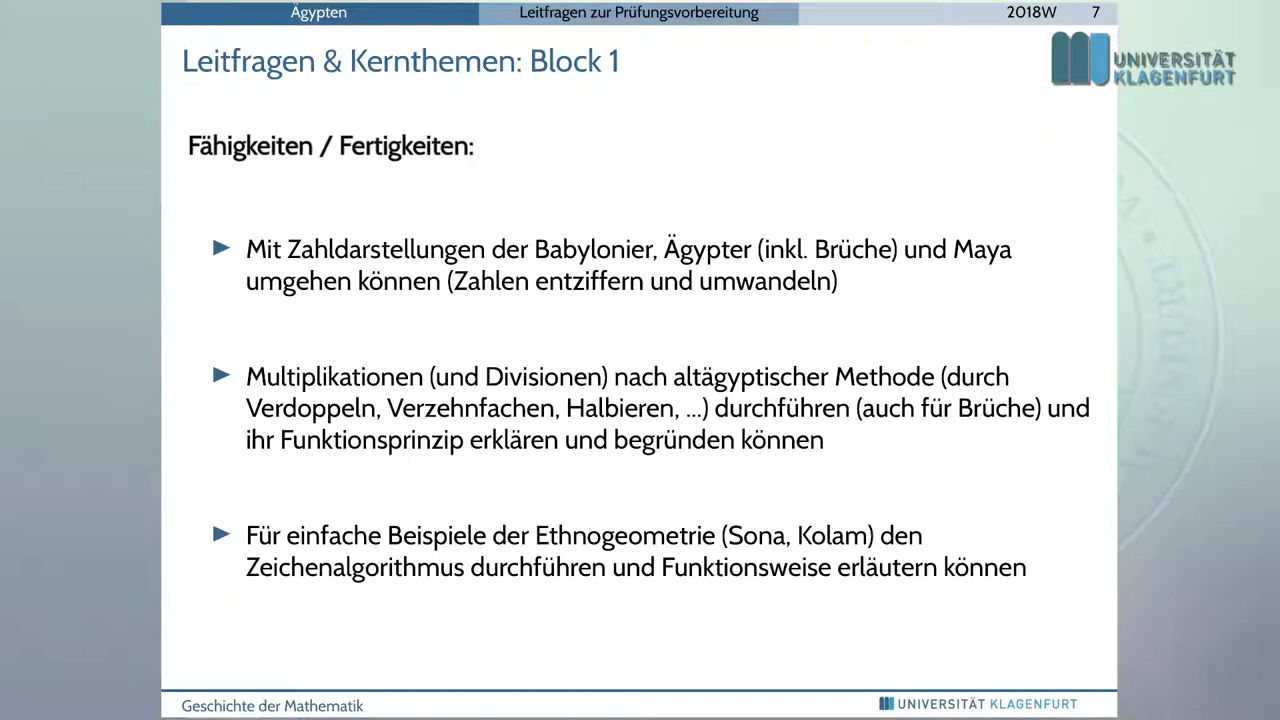 Ägypten Leitfragen zur Prüfungsvorbereitung 2018W 7
Leitfragen & Kernthemen: Block 1
UNIVERSITÄT
KLAGENFURT
Fähigkeiten / Fertigkeiten:
Mit Zahldarstellungen der Babylonier, Ägypter (inkl. Brüche) und Maya
umgehen können (Zahlen entziffern und umwandeln)
Multiplikationen (und Divisionen) nach altägyptischer Methode (durch
Verdoppeln, Verzehnfachen, Halbieren, ...) durchführen (auch für Brüche) und
ihr Funktionsprinzip erklären und begründen können
Für einfache Beispiele der Ethnogeometrie (Sona, Kolam) den
Zeichenalgorithmus durchführen und Funktionsweise erläutern können
Geschichte der Mathematik UNIVERSITÄT KLAGENFURT